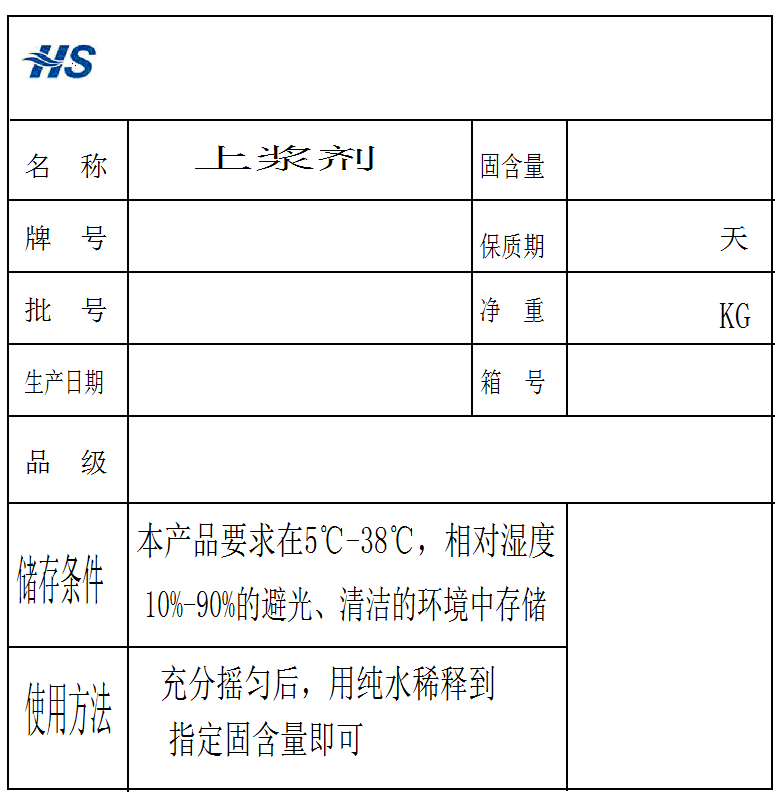 HS
名 称 上浆剂 固含量
牌 号 保质期 天
批 号 净 重 KG
生产日期 箱 号
品 级
储存条件 本产品要求在5℃-38℃，相对湿度
10%-90%的避光、清洁的环境中存储
使用方法 充分摇匀后，用纯水稀释到
指定固含量即可